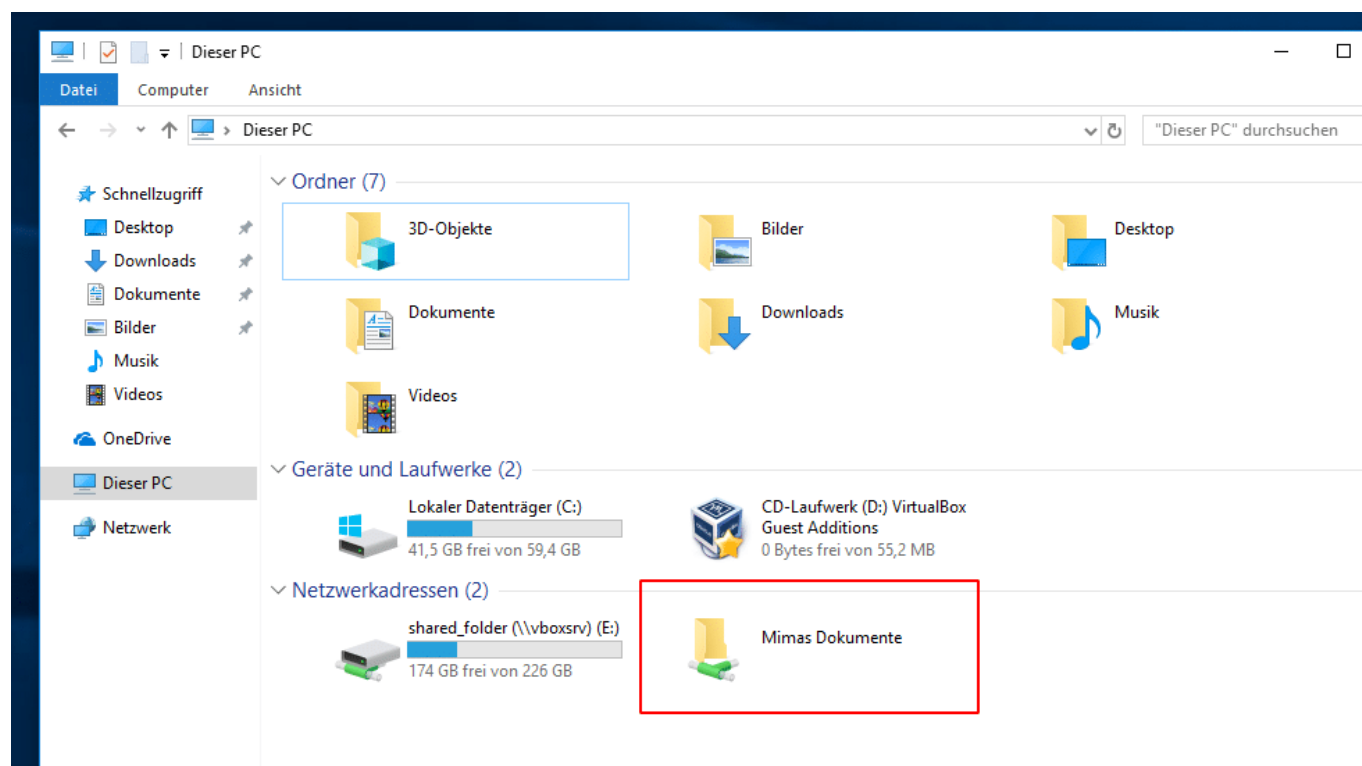 Dieser PC
Datei Computer Ansicht
Dieser PC
"Dieser PC" durchsuchen
Schnellzugriff
Desktop
Downloads
Dokumente
Bilder
Musik
Videos
OneDrive
Dieser PC
Netzwerk
Ordner (7)
3D-Objekte
Bilder
Desktop
Dokumente
Downloads
Musik
Videos
Geräte und Laufwerke (2)
Lokaler Datenträger (C:)
41,5 GB frei von 59,4 GB
CD-Laufwerk (D:) VirtualBox
Guest Additions
0 Bytes frei von 55,2 MB
Netzwerkadressen (2)
shared_folder (\\vboxsrv) (E:)
174 GB frei von 226 GB
Mimas Dokumente